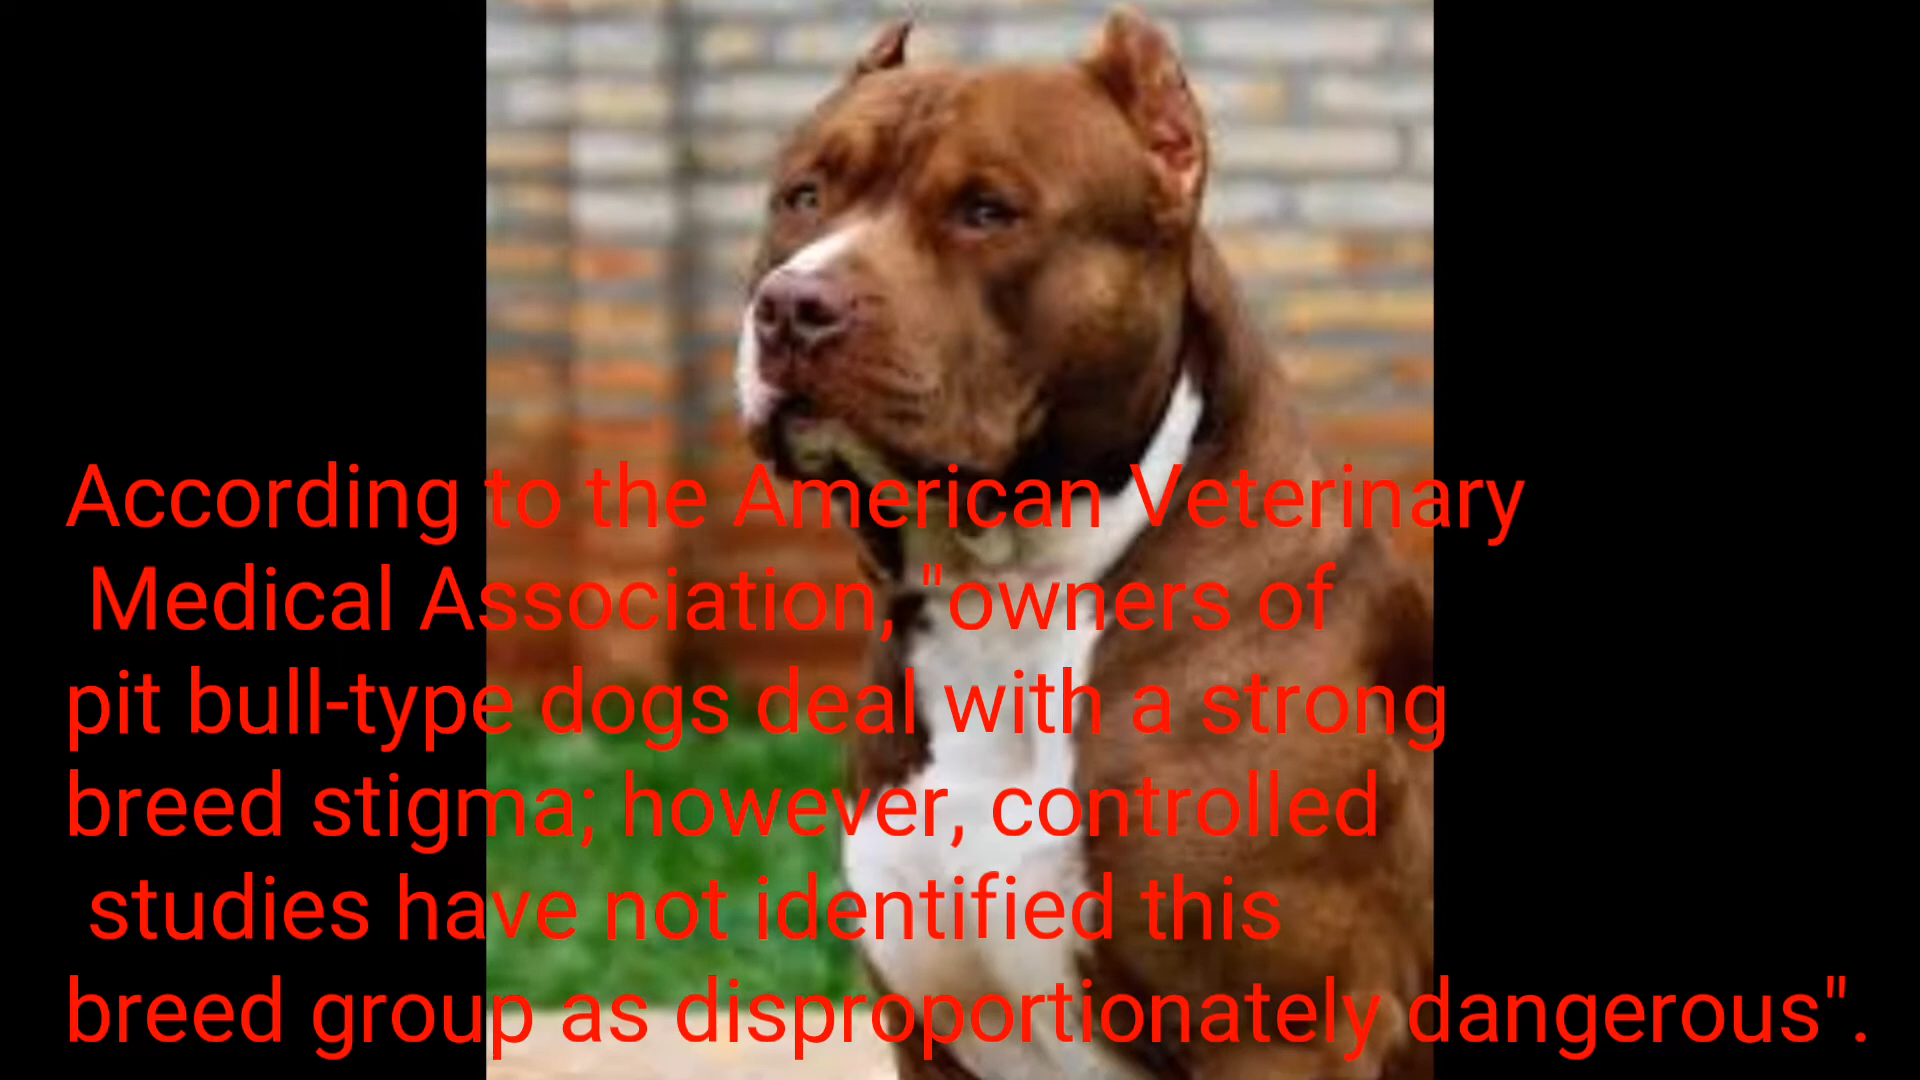 According to the American Veterinary
Medical Association, "owners of
pit bull-type dogs deal with a strong
breed stigma; however, controlled
studies have not identified this
breed group as disproportionately dangerous".